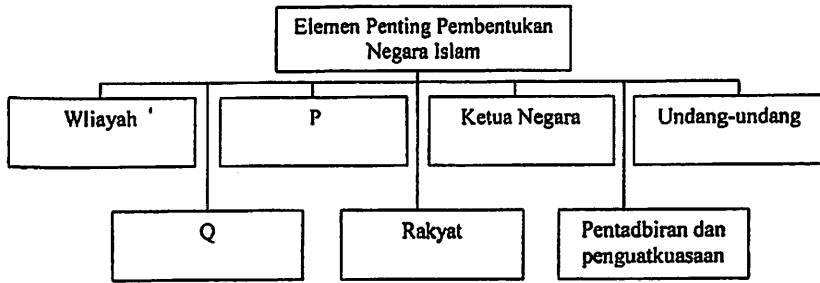 Elemen Penting Pembentukan
Negara Islam
Wliayah '
P
Ketua Negara
Undang-undang
Q
Rakyat
Pentadbiran dan
penguatkuasaan